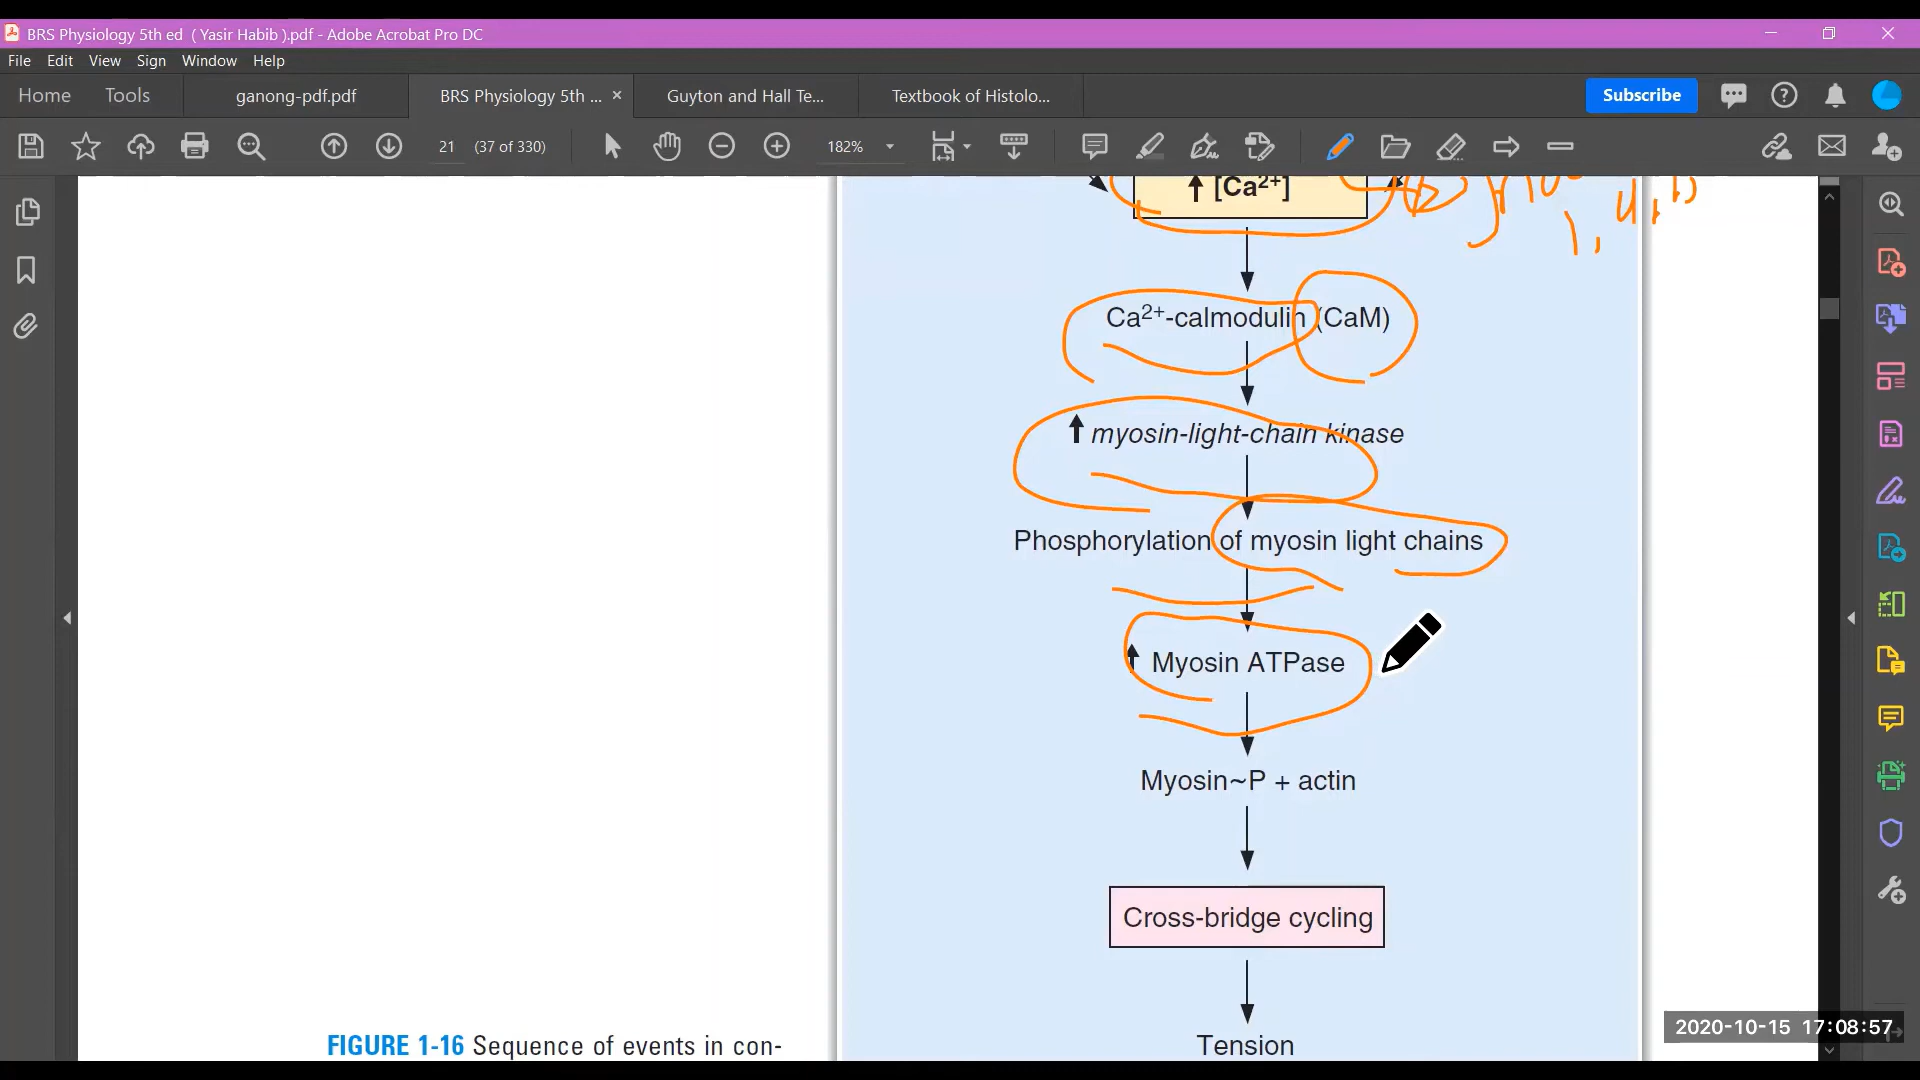 BRS Physiology 5th ed ( Yasir Habib ).pdf - Adobe Acrobat Pro DC
File Edit View Sign Window Help
Home Tools ganong-pdf.pdf BRS Physiology 5th ... × Guyton and Hall Te... Textbook of Histolo... Subscribe
21 (37 of 330) 182%
↑ [Ca²⁺]
Ca²⁺-calmodulin (CaM)
↑ myosin-light-chain kinase
Phosphorylation of myosin light chains
↑ Myosin ATPase
Myosin~P + actin
Cross-bridge cycling
Tension
FIGURE 1-16 Sequence of events in con-
2020-10-15 17:08:57